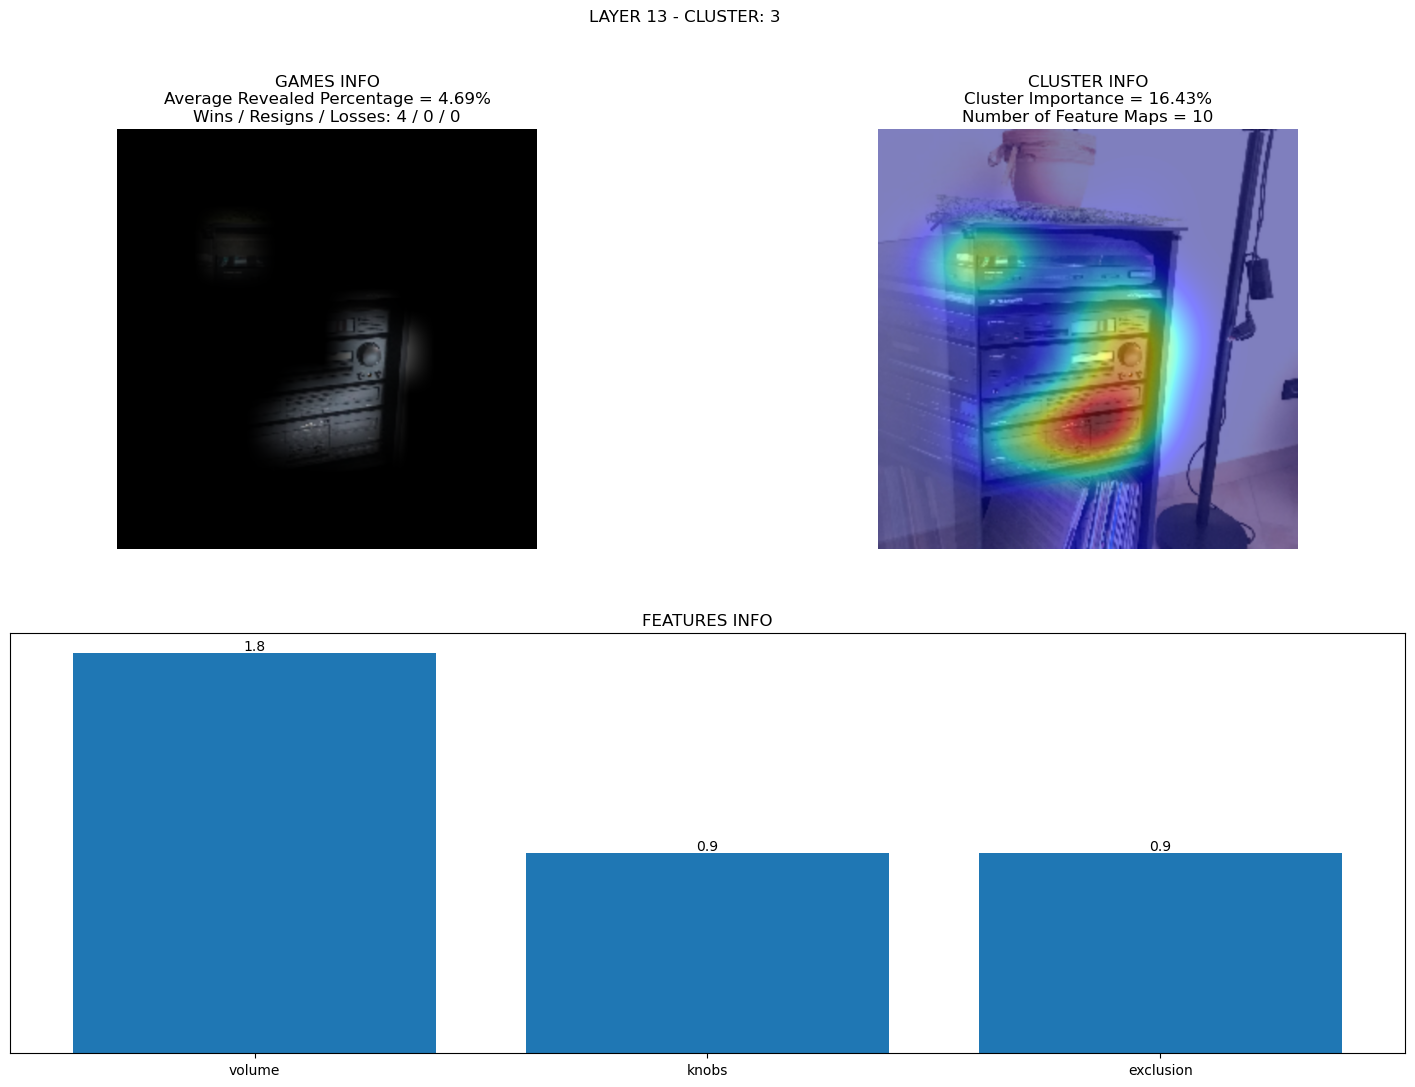 LAYER 13 - CLUSTER: 3
GAMES INFO
Average Revealed Percentage = 4.69%
Wins / Resigns / Losses: 4 / 0 / 0
CLUSTER INFO
Cluster Importance = 16.43%
Number of Feature Maps = 10
FEATURES INFO
1.8
0.9
0.9
volume
knobs
exclusion